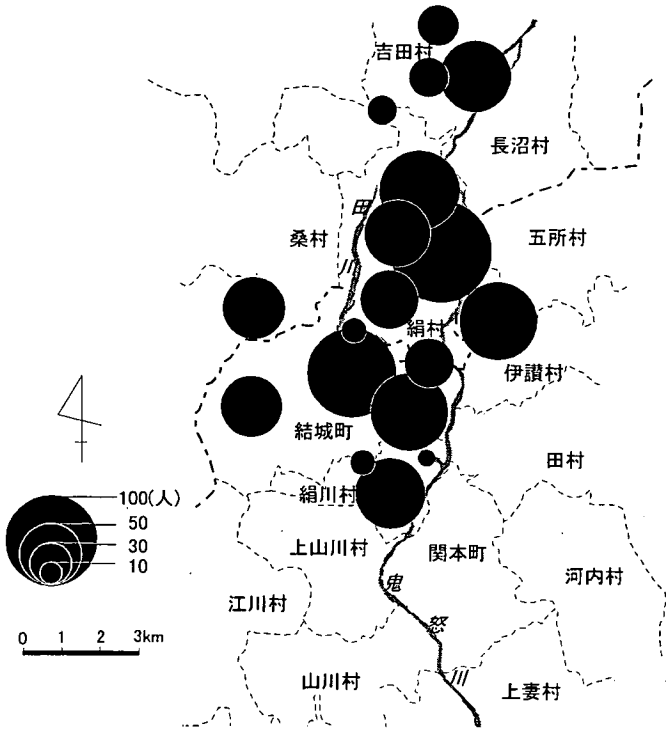 吉田村
長沼村
田川
桑村
五所村
絹村
伊讃村
結城町
田村
100(人)
50
30
10
絹川村
上山川村
関本町
河内村
江川村
鬼怒川
0 1 2 3km
山川村
上妻村